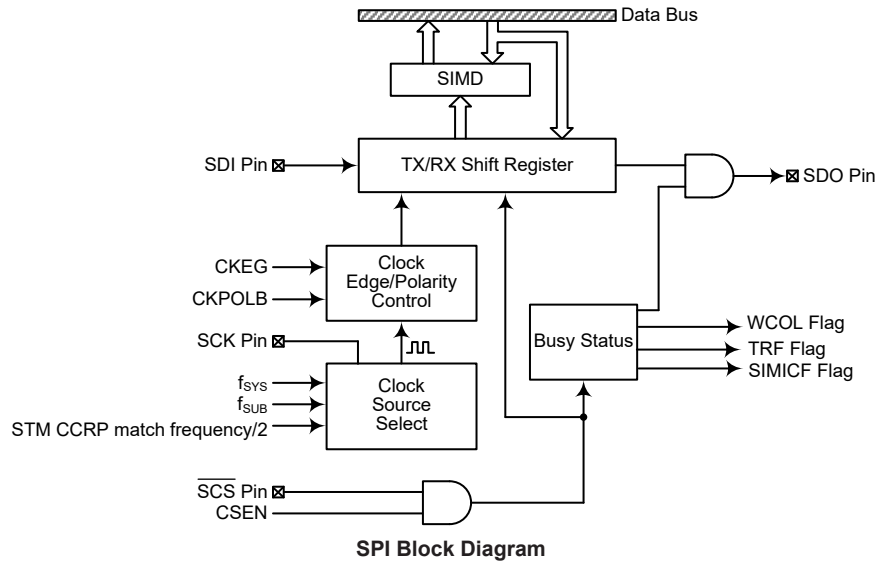 Data Bus
SIMD
SDI Pin
TX/RX Shift Register
SDO Pin
CKEG
CKPOLB
Clock
Edge/Polarity
Control
SCK Pin
Busy Status
WCOL Flag
TRF Flag
SIMICF Flag
fSYS
fSUB
STM CCRP match frequency/2
Clock
Source
Select
SCS Pin
CSEN
SPI Block Diagram